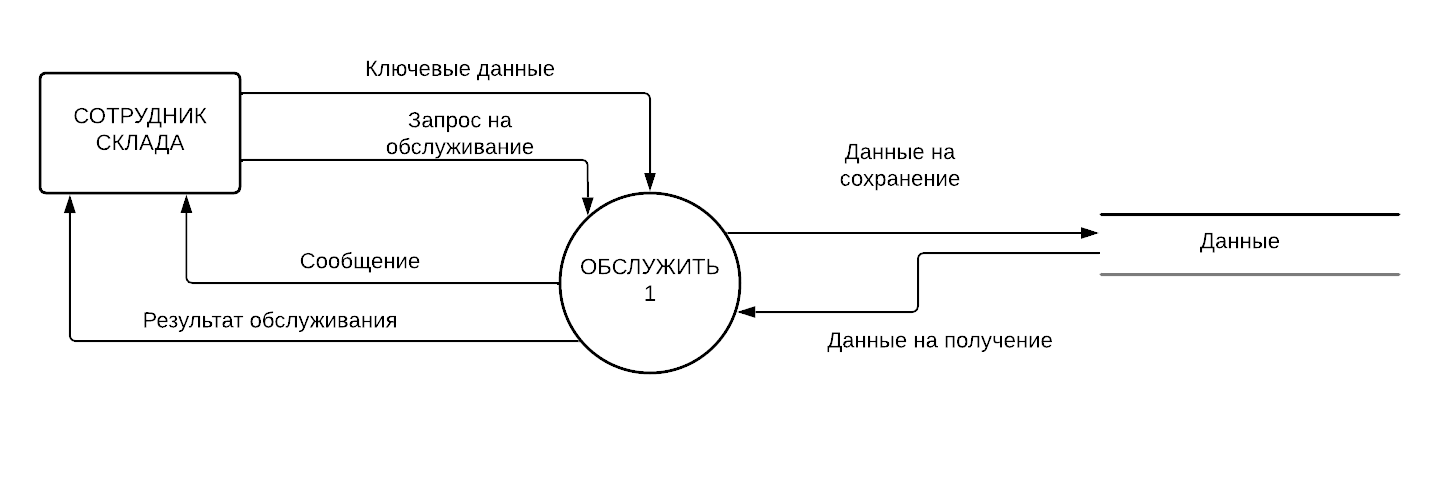 Ключевые данные
СОТРУДНИК
СКЛАДА
Запрос на
обслуживание
Данные на
сохранение
Данные
Сообщение
ОБСЛУЖИТЬ
1
Результат обслуживания
Данные на получение